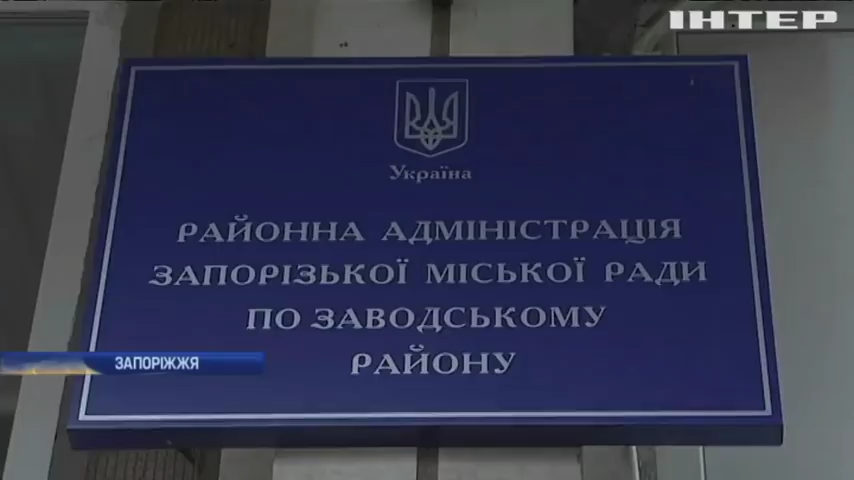 ІНТЕР
Україна
РАЙОННА АДМІНІСТРАЦІЯ
ЗАПОРІЗЬКОЇ МІСЬКОЇ РАДИ
ПО ЗАВОДСЬКОМУ
РАЙОНУ
ЗАПОРІЖЖЯ